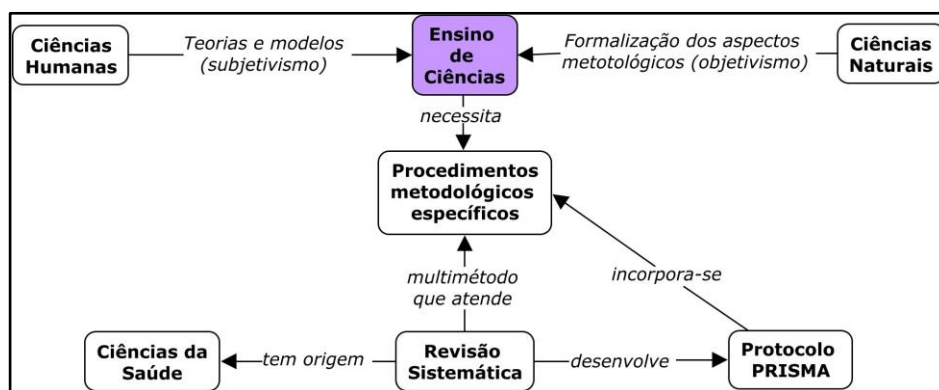 Ciências
Humanas
Teorias e modelos
(subjetivismo)
Ensino
de
Ciências
Formalização dos aspectos
metotológicos (objetivismo)
Ciências
Naturais
necessita
Procedimentos
metodológicos
específicos
multimétodo
que atende
incorpora-se
Ciências da
Saúde
tem origem
Revisão
Sistemática
desenvolve
Protocolo
PRISMA